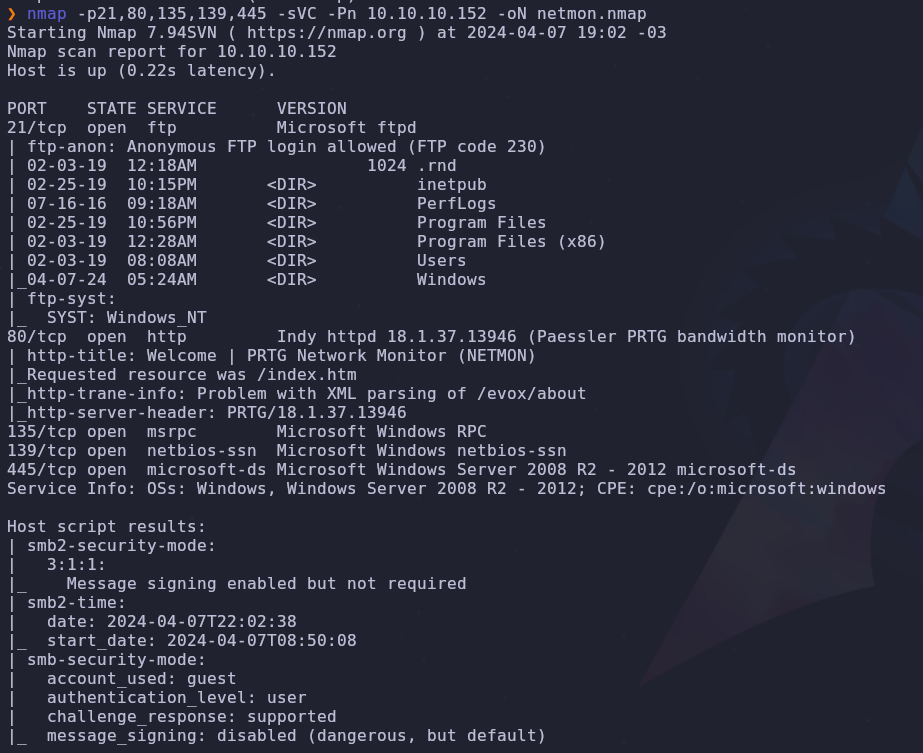 ❯ nmap -p21,80,135,139,445 -sVC -Pn 10.10.10.152 -oN netmon.nmap
Starting Nmap 7.94SVN ( https://nmap.org ) at 2024-04-07 19:02 -03
Nmap scan report for 10.10.10.152
Host is up (0.22s latency).

PORT    STATE SERVICE      VERSION
21/tcp  open  ftp          Microsoft ftpd
| ftp-anon: Anonymous FTP login allowed (FTP code 230)
| 02-03-19  12:18AM                 1024 .rnd
| 02-25-19  10:15PM       <DIR>          inetpub
| 07-16-16  09:18AM       <DIR>          PerfLogs
| 02-25-19  10:56PM       <DIR>          Program Files
| 02-03-19  12:28AM       <DIR>          Program Files (x86)
| 02-03-19  08:08AM       <DIR>          Users
|_04-07-24  05:24AM       <DIR>          Windows
| ftp-syst:
|_  SYST: Windows_NT
80/tcp  open  http         Indy httpd 18.1.37.13946 (Paessler PRTG bandwidth monitor)
| http-title: Welcome | PRTG Network Monitor (NETMON)
|_Requested resource was /index.htm
|_http-trane-info: Problem with XML parsing of /evox/about
|_http-server-header: PRTG/18.1.37.13946
135/tcp open  msrpc        Microsoft Windows RPC
139/tcp open  netbios-ssn  Microsoft Windows netbios-ssn
445/tcp open  microsoft-ds Microsoft Windows Server 2008 R2 - 2012 microsoft-ds
Service Info: OSs: Windows, Windows Server 2008 R2 - 2012; CPE: cpe:/o:microsoft:windows

Host script results:
| smb2-security-mode:
|   3:1:1:
|_    Message signing enabled but not required
| smb2-time:
|   date: 2024-04-07T22:02:38
|_  start_date: 2024-04-07T08:50:08
| smb-security-mode:
|   account_used: guest
|   authentication_level: user
|   challenge_response: supported
|_  message_signing: disabled (dangerous, but default)